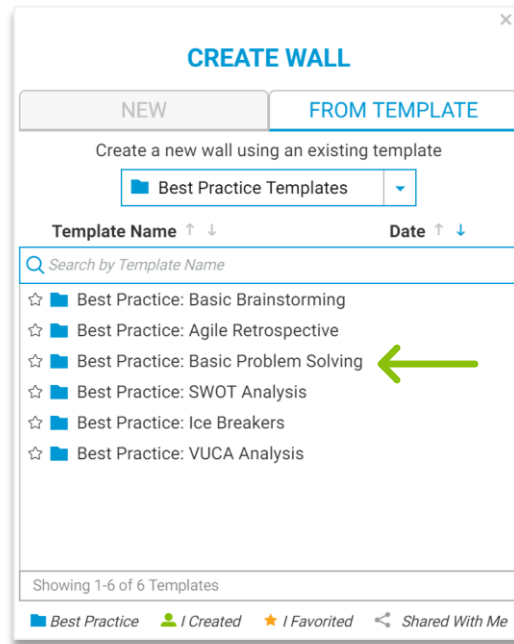 ×
CREATE WALL
NEW FROM TEMPLATE
Create a new wall using an existing template
Best Practice Templates
Template Name ↑ ↓ Date ↑ ↓
Search by Template Name
Best Practice: Basic Brainstorming
Best Practice: Agile Retrospective
Best Practice: Basic Problem Solving
Best Practice: SWOT Analysis
Best Practice: Ice Breakers
Best Practice: VUCA Analysis
Showing 1-6 of 6 Templates
Best Practice I Created I Favorited Shared With Me